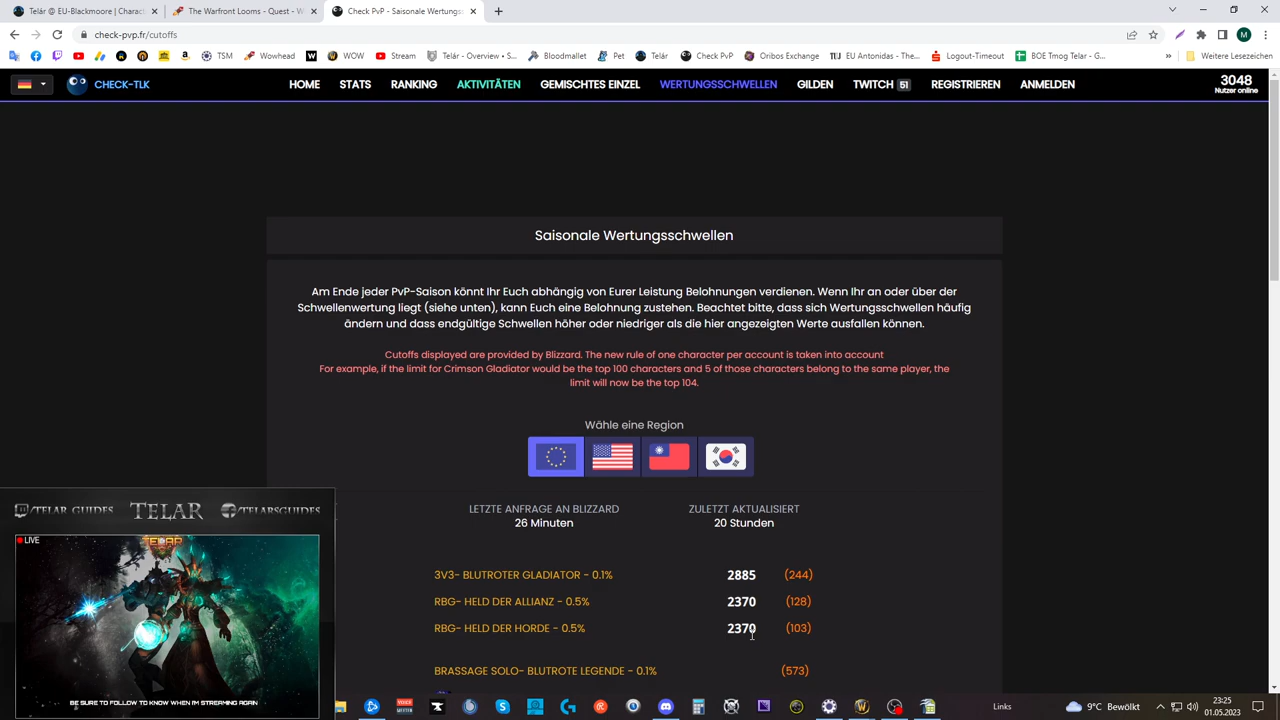 Telár @ EU-Blackmoore | Charac
The Warfront Looms - Quest - W
Check PvP - Saisonale Wertungs
check-pvp.fr/cutoffs
TSM
Wowhead
WOW
Stream
Telár - Overview • S...
Bloodmallet
Pet
Telár
Check PvP
Oribos Exchange
TUJ EU Antonidas - The...
Logout-Timeout
BOE Tmog Telar - G...
»
Weitere Lesezeichen
CHECK-TLK
HOME
STATS
RANKING
AKTIVITÄTEN
GEMISCHTES EINZEL
WERTUNGSSCHWELLEN
GILDEN
TWITCH 51
REGISTRIEREN
ANMELDEN
3048
Nutzer online
Saisonale Wertungsschwellen
Am Ende jeder PvP-Saison könnt Ihr Euch abhängig von Eurer Leistung Belohnungen verdienen. Wenn Ihr an oder über der
Schwellenwertung liegt (siehe unten), kann Euch eine Belohnung zustehen. Beachtet bitte, dass sich Wertungsschwellen häufig
ändern und dass endgültige Schwellen höher oder niedriger als die hier angezeigten Werte ausfallen können.
Cutoffs displayed are provided by Blizzard. The new rule of one character per account is taken into account
For example, if the limit for Crimson Gladiator would be the top 100 characters and 5 of those characters belong to the same player, the
limit will now be the top 104.
Wähle eine Region
LETZTE ANFRAGE AN BLIZZARD
26 Minuten
ZULETZT AKTUALISIERT
20 Stunden
3V3- BLUTROTER GLADIATOR - 0.1% 2885 (244)
RBG- HELD DER ALLIANZ - 0.5% 2370 (128)
RBG- HELD DER HORDE - 0.5% 2370 (103)
BRASSAGE SOLO- BLUTROTE LEGENDE - 0.1% (573)
/TELAR GUIDES
TELAR
/TELARSGUIDES
LIVE
TELAR
BE SURE TO FOLLOW TO KNOW WHEN I'M STREAMING AGAIN
Links
9°C Bewölkt
23:25
01.05.2023